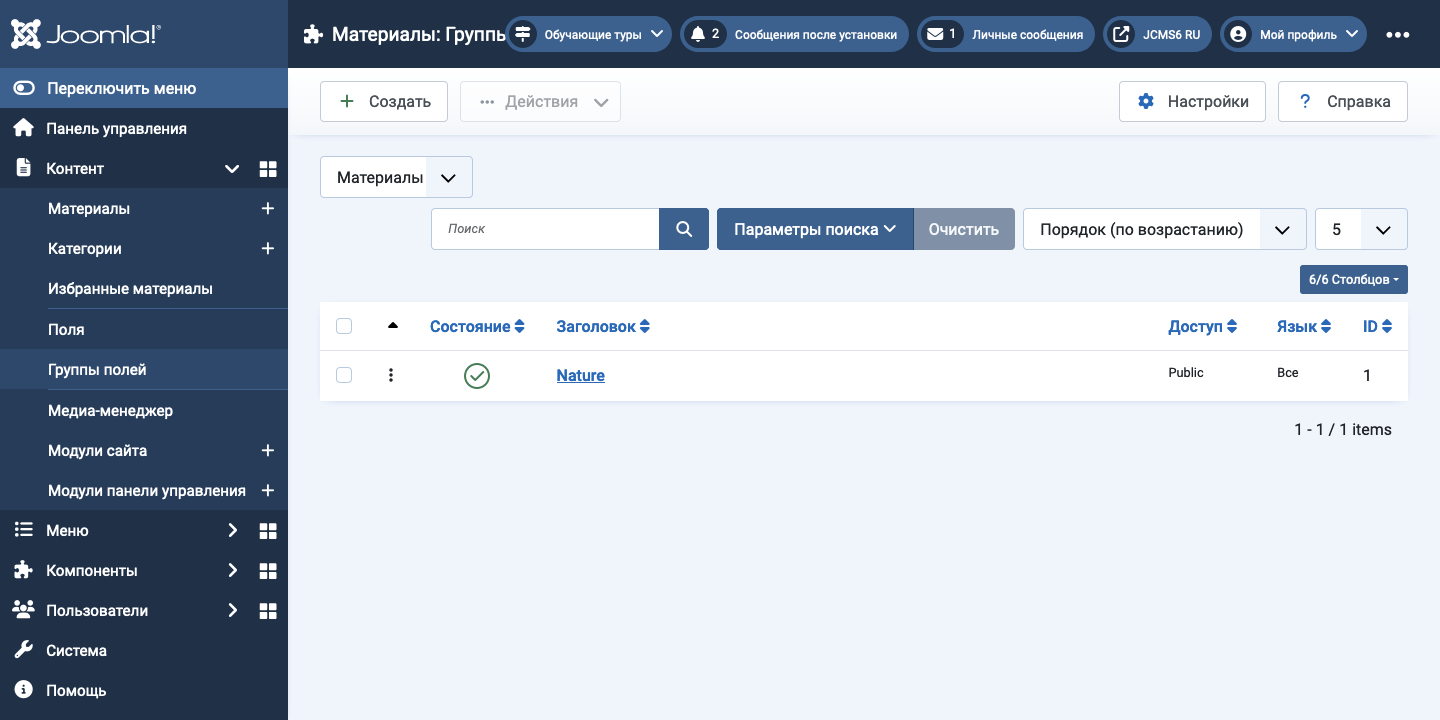 Joomla!®
Материалы: Группы
Обучающие туры
2 Сообщения после установки
1 Личные сообщения
JCMS6 RU
Мой профиль
Переключить меню
Панель управления
Контент
Материалы
Категории
Избранные материалы
Поля
Группы полей
Медиа-менеджер
Модули сайта
Модули панели управления
Меню
Компоненты
Пользователи
Система
Помощь
Создать
Действия
Настройки
? Справка
Материалы
Поиск
Параметры поиска
Очистить
Порядок (по возрастанию)
5
6/6 Столбцов
Состояние Заголовок Доступ Язык ID
Nature Public Все 1
1 - 1 / 1 items